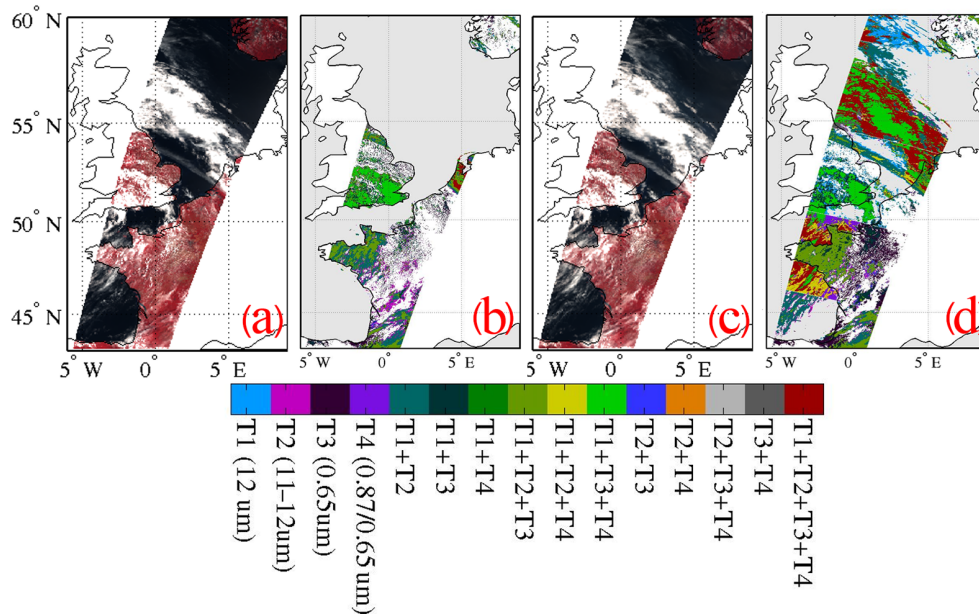 60° N
55° N
50° N
45° N
(a)
(b)
(c)
(d)
5° W 0° 5° E
5° W 0° 5° E
5° W 0° 5° E
5° W 0° 5° E
T1 (12 um)
T2 (11–12um)
T3 (0.65um)
T4 (0.87/0.65 um)
T1+T2
T1+T3
T1+T4
T1+T2+T3
T1+T2+T4
T1+T3+T4
T2+T3
T2+T4
T2+T3+T4
T3+T4
T1+T2+T3+T4